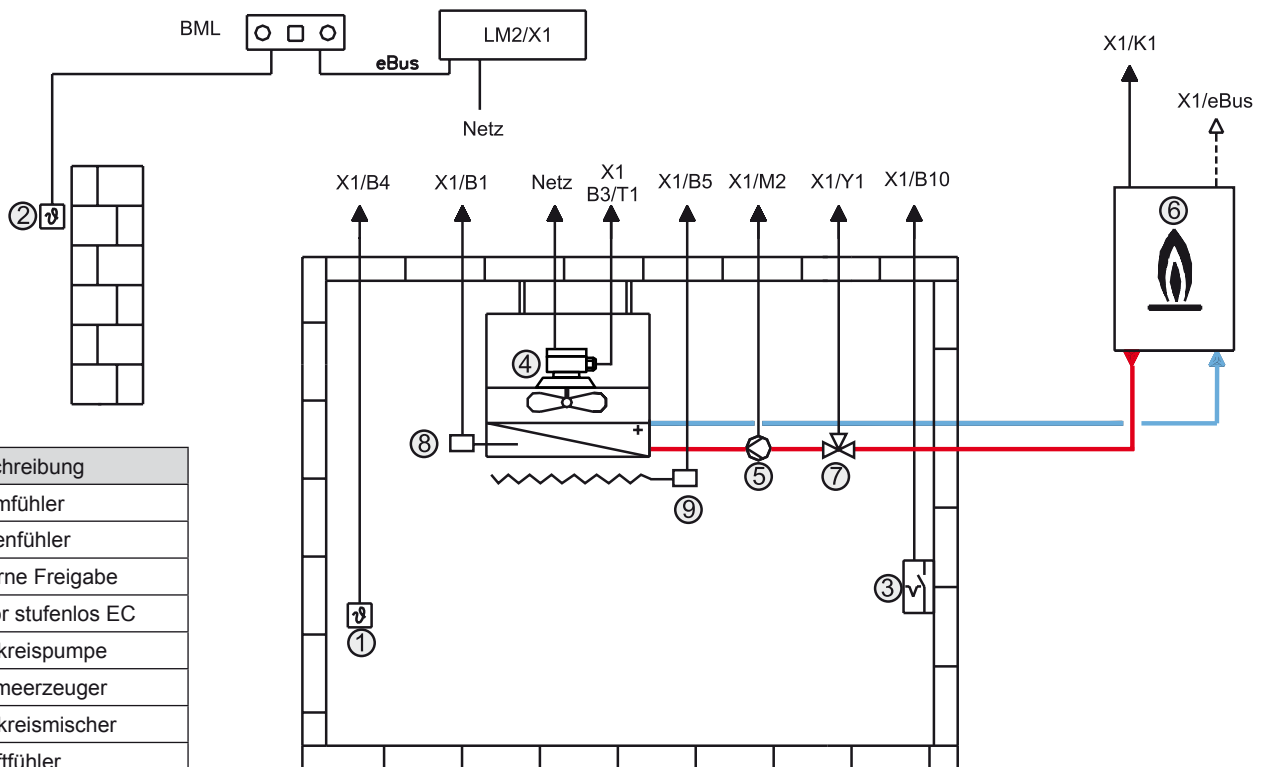 BML
LM2/X1
eBus
Netz
X1/K1
X1/eBus
X1/B4
X1/B1
Netz
X1
B3/T1
X1/B5
X1/M2
X1/Y1
X1/B10
2
6
4
8
5
7
9
3
1
+
chreibung
mfühler
enfühler
rne Freigabe
r stufenlos EC
kreispumpe
meerzeuger
kreismischer
ftfühler